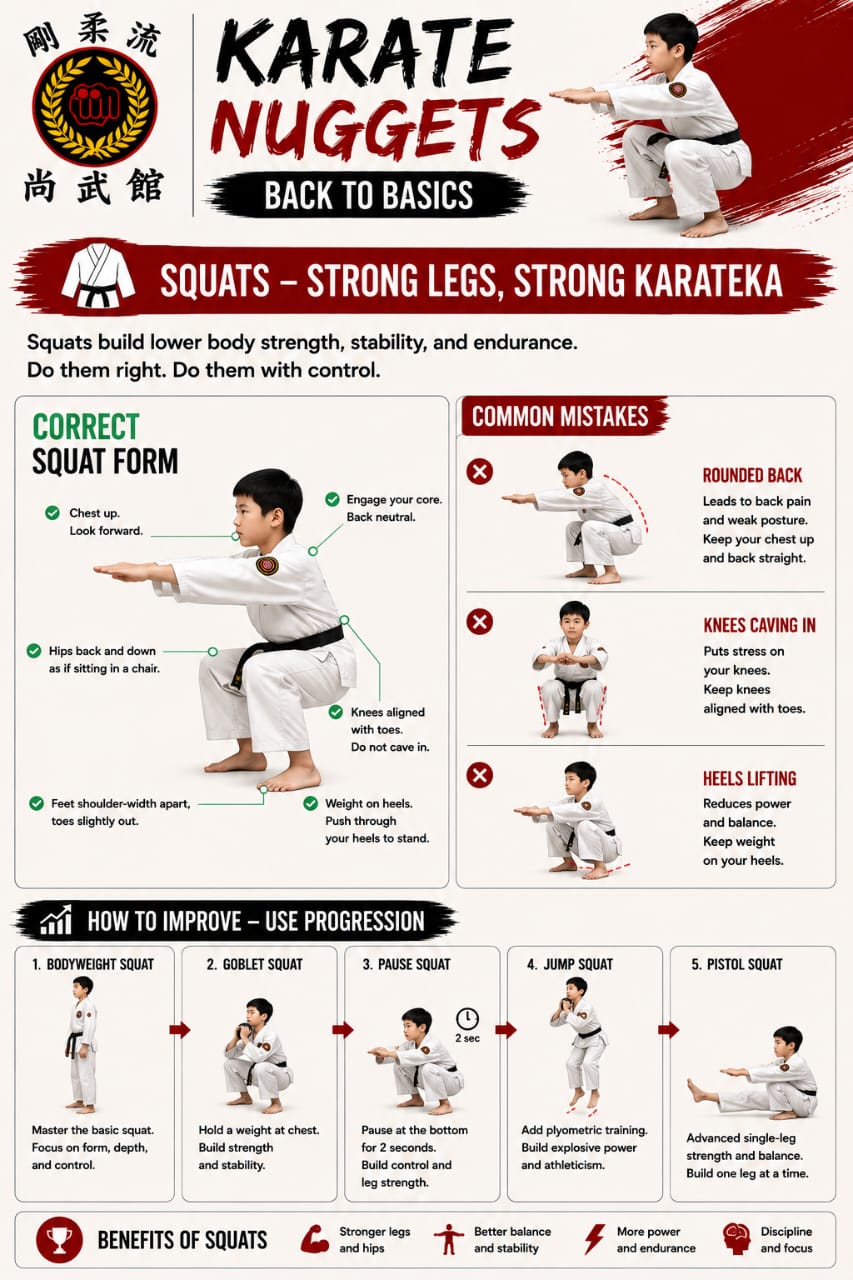 剛柔流
尚武館
KARATE
NUGGETS
BACK TO BASICS
SQUATS – STRONG LEGS, STRONG KARATEKA
Squats build lower body strength, stability, and endurance.
Do them right. Do them with control.
CORRECT
SQUAT FORM
Chest up.
Look forward.
Engage your core.
Back neutral.
Hips back and down
as if sitting in a chair.
Knees aligned
with toes.
Do not cave in.
Feet shoulder-width apart,
toes slightly out.
Weight on heels.
Push through
your heels to stand.
COMMON MISTAKES
ROUNDED BACK
Leads to back pain
and weak posture.
Keep your chest up
and back straight.
KNEES CAVING IN
Puts stress on
your knees.
Keep knees
aligned with toes.
HEELS LIFTING
Reduces power
and balance.
Keep weight
on your heels.
HOW TO IMPROVE – USE PROGRESSION
1. BODYWEIGHT SQUAT
Master the basic squat.
Focus on form, depth,
and control.
2. GOBLET SQUAT
Hold a weight at chest.
Build strength
and stability.
3. PAUSE SQUAT
2 sec
Pause at the bottom
for 2 seconds.
Build control and
leg strength.
4. JUMP SQUAT
Add plyometric training.
Build explosive power
and athleticism.
5. PISTOL SQUAT
Advanced single-leg
strength and balance.
Build one leg at a time.
BENEFITS OF SQUATS
Stronger legs
and hips
Better balance
and stability
More power
and endurance
Discipline
and focus